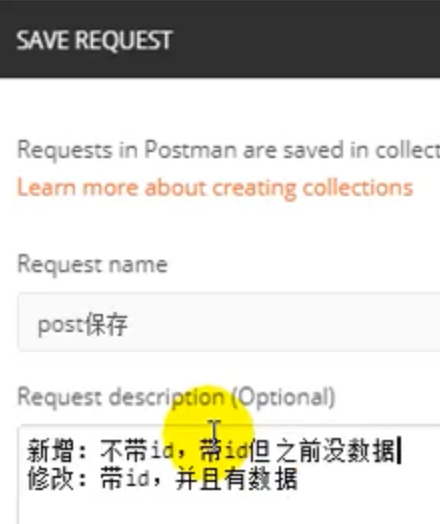 SAVE REQUEST
Requests in Postman are saved in collect
Learn more about creating collections
Request name
post保存
Request description (Optional)
新增：不带id，带id但之前没数据
修改：带id，并且有数据